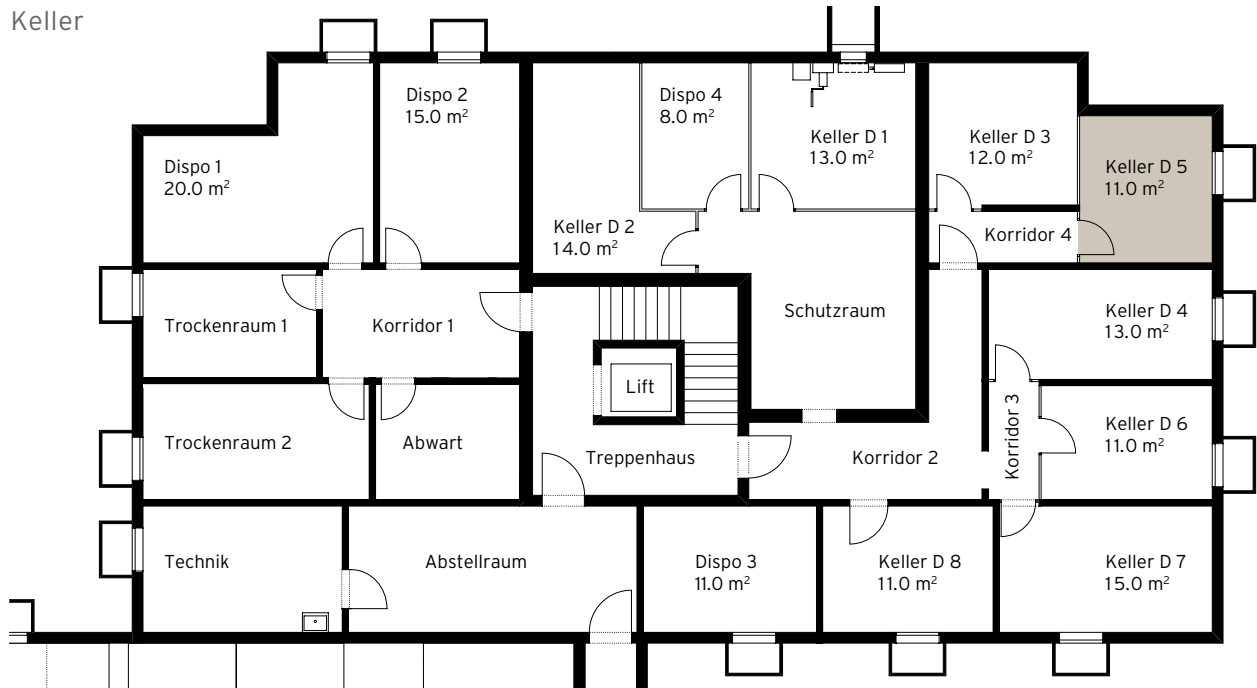 Keller
Dispo 2
15.0 m²
Dispo 4
8.0 m²
Keller D 1
13.0 m²
Keller D 3
12.0 m²
Dispo 1
20.0 m²
Keller D 5
11.0 m²
Keller D 2
14.0 m²
Korridor 4
Trockenraum 1
Korridor 1
Schutzraum
Keller D 4
13.0 m²
Lift
Trockenraum 2
Abwart
Treppenhaus
Korridor 2
Korridor 3
Keller D 6
11.0 m²
Technik
Abstellraum
Dispo 3
11.0 m²
Keller D 8
11.0 m²
Keller D 7
15.0 m²